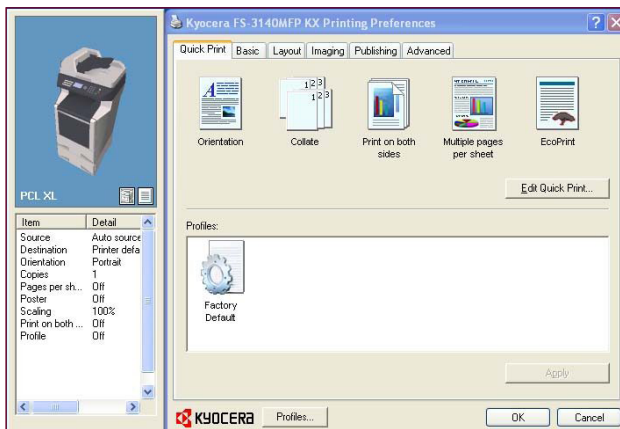 Kyocera FS-3140MFP KX Printing Preferences
Quick Print Basic Layout Imaging Publishing Advanced
Orientation
Collate
Print on both
sides
Multiple pages
per sheet
EcoPrint
Edit Quick Print...
Profiles:
Factory
Default
Apply
KYOCERA
Profiles...
OK
Cancel
PCL XL
Item Detail
Source Auto source
Destination Printer defa
Orientation Portrait
Copies 1
Pages per sh... Off
Poster Off
Scaling 100%
Print on both ... Off
Profile Off